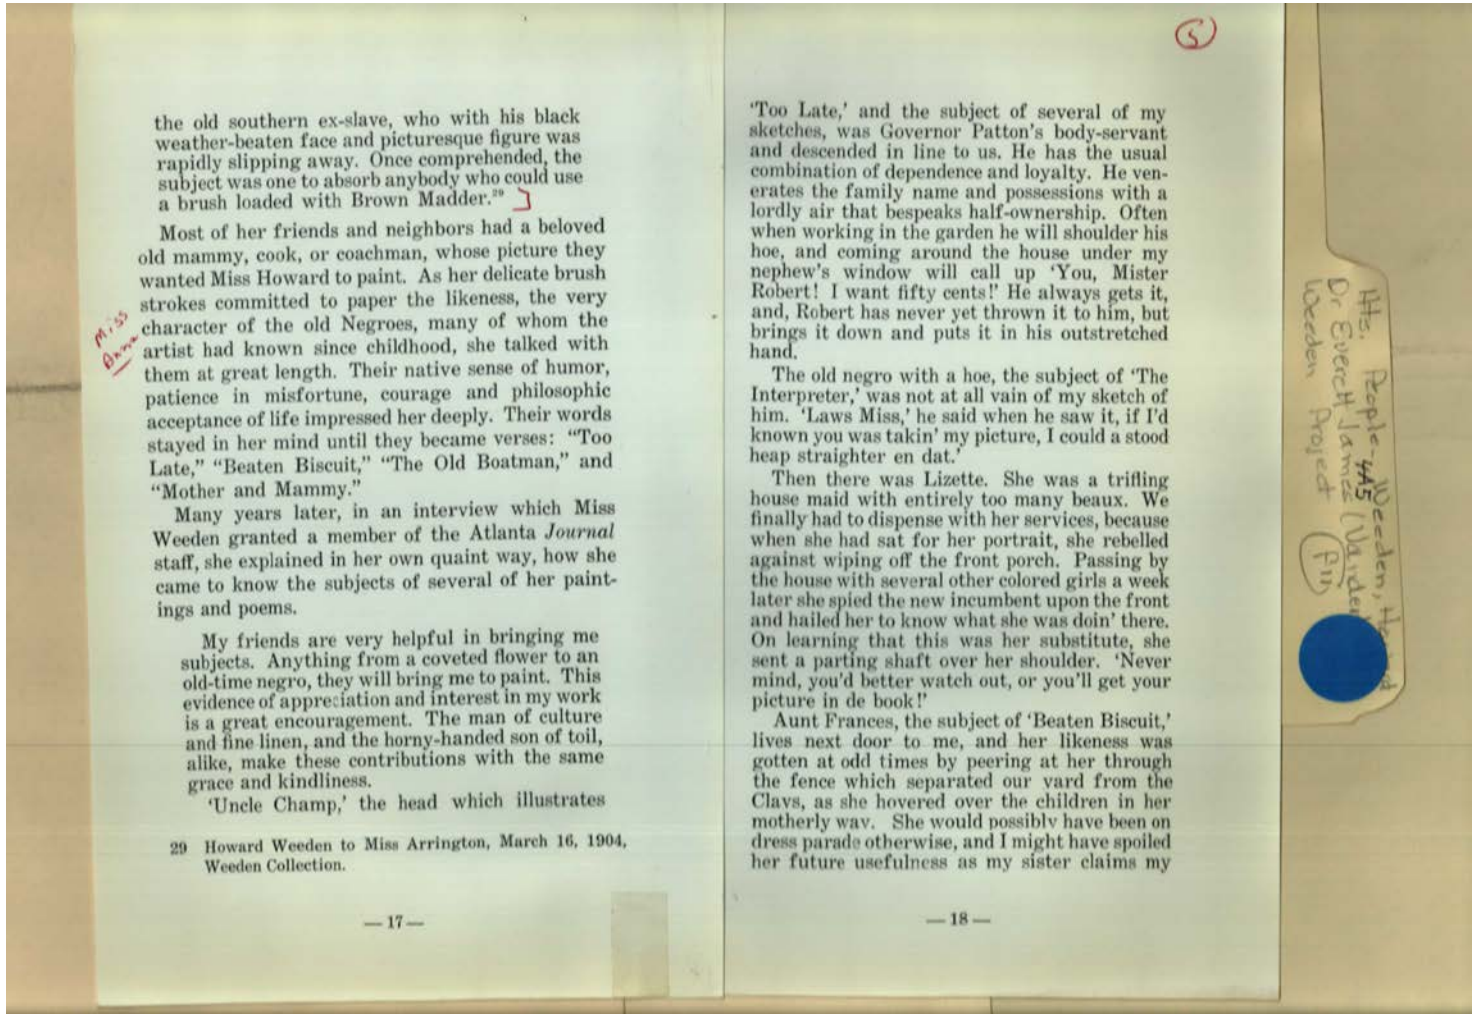 the old southern ex-slave, who with his black
weather-beaten face and picturesque figure was
rapidly slipping away. Once comprehended, the
subject was one to absorb anybody who could use
a brush loaded with Brown Madder.²⁹ ]
Most of her friends and neighbors had a beloved
old mammy, cook, or coachman, whose picture they
wanted Miss Howard to paint. As her delicate brush
strokes committed to paper the likeness, the very
character of the old Negroes, many of whom the
artist had known since childhood, she talked with
them at great length. Their native sense of humor,
patience in misfortune, courage and philosophic
acceptance of life impressed her deeply. Their words
stayed in her mind until they became verses: “Too
Late,” “Beaten Biscuit,” “The Old Boatman,” and
“Mother and Mammy.”
Many years later, in an interview which Miss
Weeden granted a member of the Atlanta Journal
staff, she explained in her own quaint way, how she
came to know the subjects of several of her paint-
ings and poems.
My friends are very helpful in bringing me
subjects. Anything from a coveted flower to an
old-time negro, they will bring me to paint. This
evidence of appreciation and interest in my work
is a great encouragement. The man of culture
and fine linen, and the horny-handed son of toil,
alike, make these contributions with the same
grace and kindliness.
‘Uncle Champ,’ the head which illustrates
29 Howard Weeden to Miss Arrington, March 16, 1904,
Weeden Collection.
— 17 —
Miss
Anna
5
‘Too Late,’ and the subject of several of my
sketches, was Governor Patton’s body-servant
and descended in line to us. He has the usual
combination of dependence and loyalty. He ven-
erates the family name and possessions with a
lordly air that bespeaks half-ownership. Often
when working in the garden he will shoulder his
hoe, and coming around the house under my
nephew’s window will call up ‘You, Mister
Robert! I want fifty cents!’ He always gets it,
and, Robert has never yet thrown it to him, but
brings it down and puts it in his outstretched
hand.
The old negro with a hoe, the subject of ‘The
Interpreter,’ was not at all vain of my sketch of
him. ‘Laws Miss,’ he said when he saw it, if I’d
known you was takin’ my picture, I could a stood
heap straighter en dat.’
Then there was Lizette. She was a trifling
house maid with entirely too many beaux. We
finally had to dispense with her services, because
when she had sat for her portrait, she rebelled
against wiping off the front porch. Passing by
the house with several other colored girls a week
later she spied the new incumbent upon the front
and hailed her to know what she was doin’ there.
On learning that this was her substitute, she
sent a parting shaft over her shoulder. ‘Never
mind, you’d better watch out, or you’ll get your
picture in de book!’
Aunt Frances, the subject of ‘Beaten Biscuit,’
lives next door to me, and her likeness was
gotten at odd times by peering at her through
the fence which separated our yard from the
Clays, as she hovered over the children in her
motherly way. She would possibly have been on
dress parade otherwise, and I might have spoiled
her future usefulness as my sister claims my
— 18 —
Hts. People- Weeden,
Dr Everett James
Weeden Project